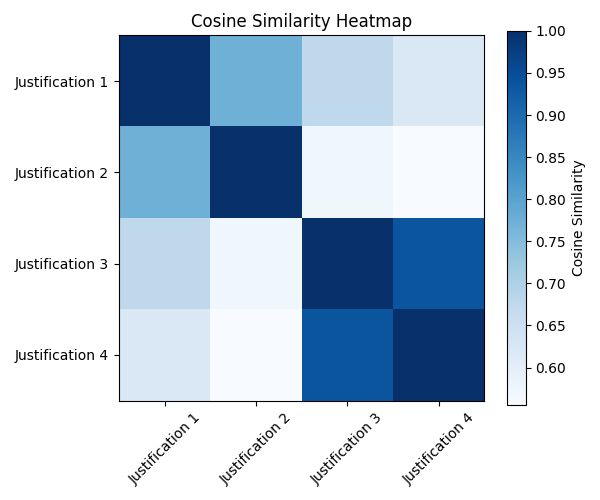 Cosine Similarity Heatmap
Justification 1
Justification 2
Justification 3
Justification 4
Justification 1
Justification 2
Justification 3
Justification 4
1.00
0.95
0.90
0.85
0.80
0.75
0.70
0.65
0.60
Cosine Similarity